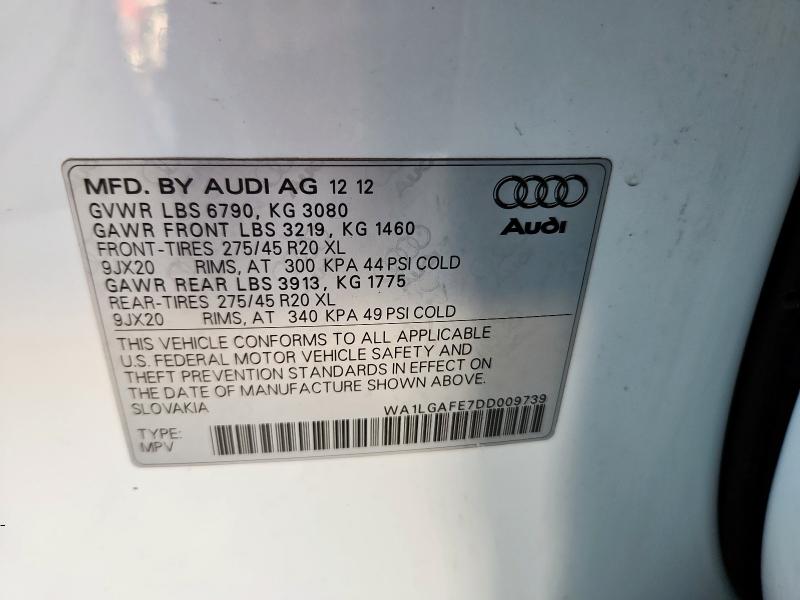 MFD. BY AUDI AG 12 12
GVWR LBS 6790, KG 3080
GAWR FRONT LBS 3219, KG 1460
FRONT-TIRES 275/45 R20 XL
9JX20 RIMS, AT 300 KPA 44 PSI COLD
GAWR REAR LBS 3913, KG 1775
REAR-TIRES 275/45 R20 XL
9JX20 RIMS, AT 340 KPA 49 PSI COLD
Audi
THIS VEHICLE CONFORMS TO ALL APPLICABLE
U.S. FEDERAL MOTOR VEHICLE SAFETY AND
THEFT PREVENTION STANDARDS IN EFFECT ON
THE DATE OF MANUFACTURE SHOWN ABOVE.
SLOVAKIA WA1LGAFE7DD009739
TYPE:
MPV